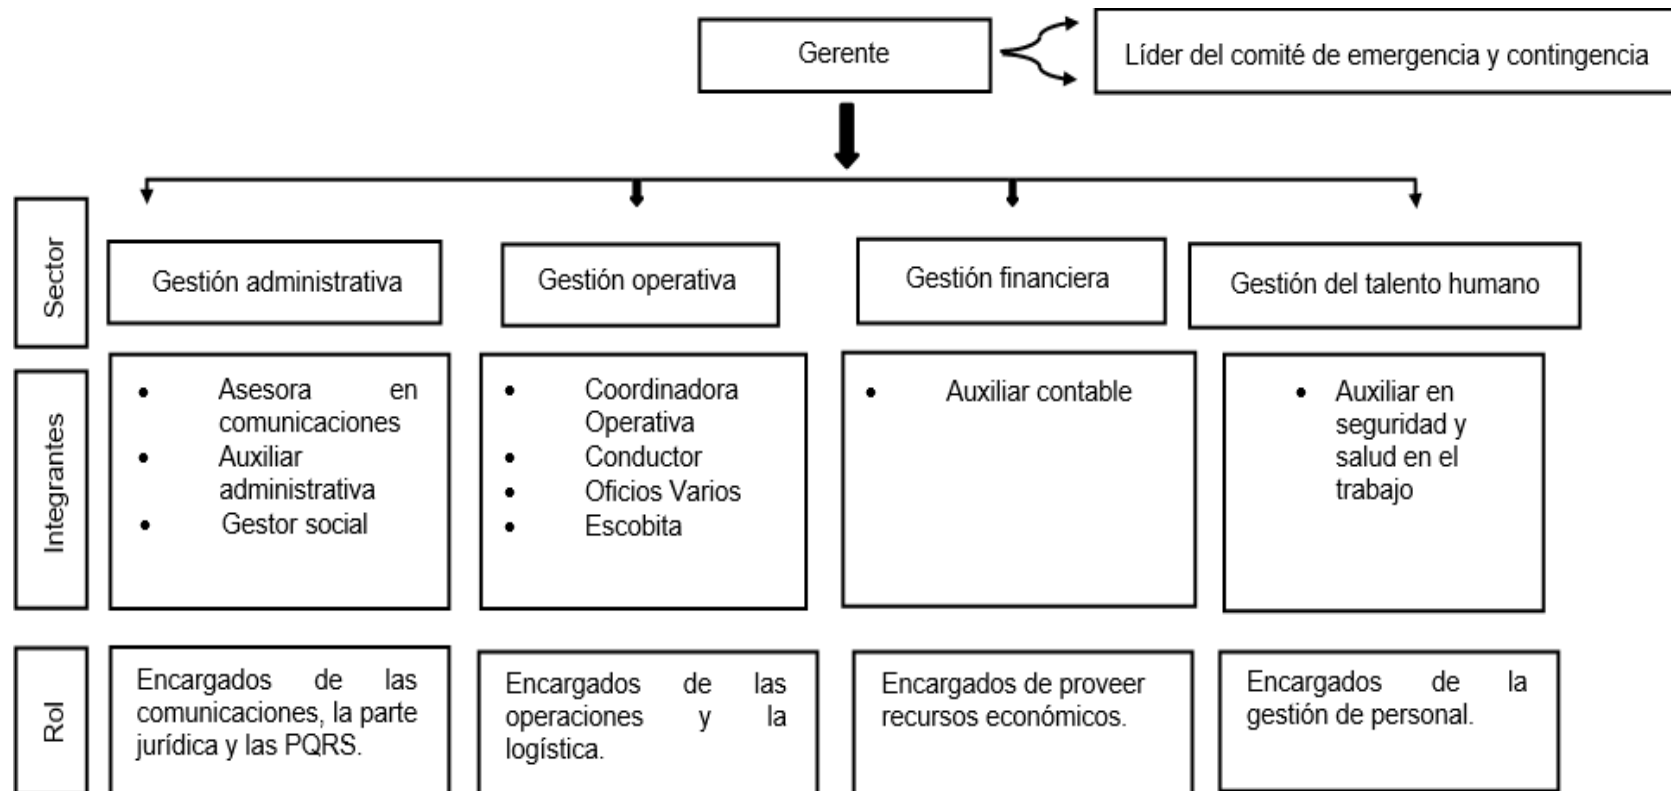 Gerente
Líder del comité de emergencia y contingencia
Sector
Gestión administrativa
Gestión operativa
Gestión financiera
Gestión del talento humano
Integrantes
• Asesora en
comunicaciones
• Auxiliar
administrativa
• Gestor social
• Coordinadora
Operativa
• Conductor
• Oficios Varios
• Escobita
• Auxiliar contable
• Auxiliar en
seguridad y
salud en el
trabajo
Rol
Encargados de las
comunicaciones, la parte
jurídica y las PQRS.
Encargados de las
operaciones y la
logística.
Encargados de proveer
recursos económicos.
Encargados de la
gestión de personal.